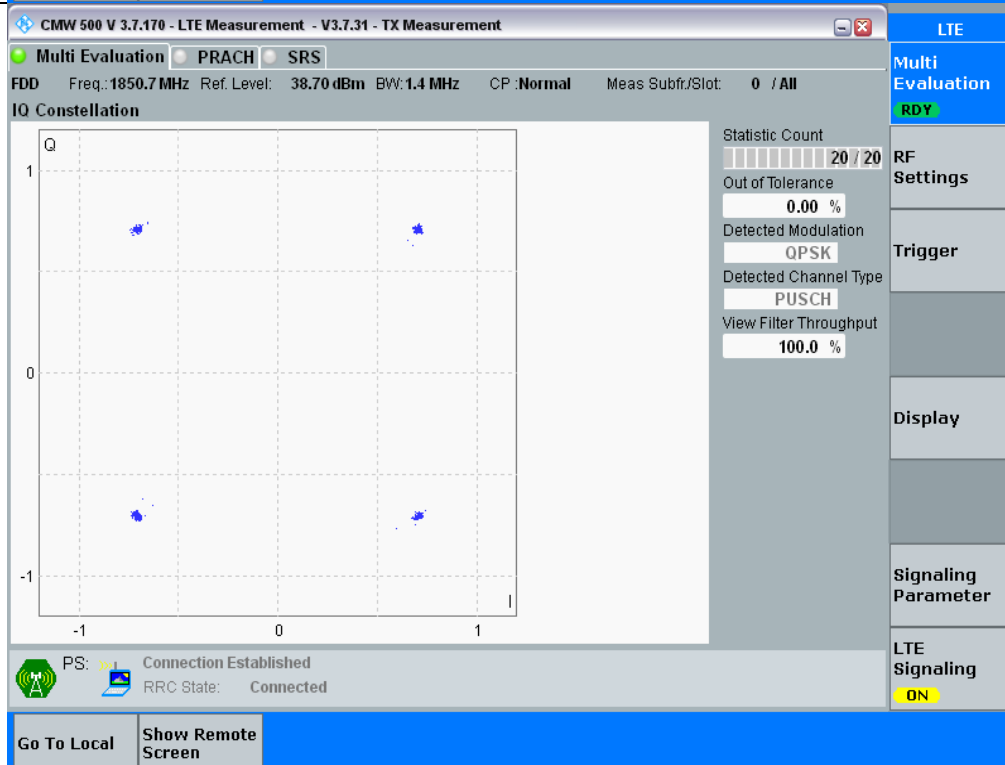 CMW 500 V 3.7.170 - LTE Measurement - V3.7.31 - TX Measurement
LTE
Multi Evaluation PRACH SRS
FDD Freq.:1850.7 MHz Ref. Level: 38.70 dBm BW:1.4 MHz CP :Normal Meas Subfr./Slot: 0 / All
IQ Constellation
Q
1
0
-1
I
-1 0 1
Statistic Count
20 / 20
Out of Tolerance
0.00 %
Detected Modulation
QPSK
Detected Channel Type
PUSCH
View Filter Throughput
100.0 %
Multi
Evaluation
RDY
RF
Settings
Trigger
Display
Signaling
Parameter
LTE
Signaling
ON
PS: Connection Established
RRC State: Connected
Go To Local
Show Remote
Screen